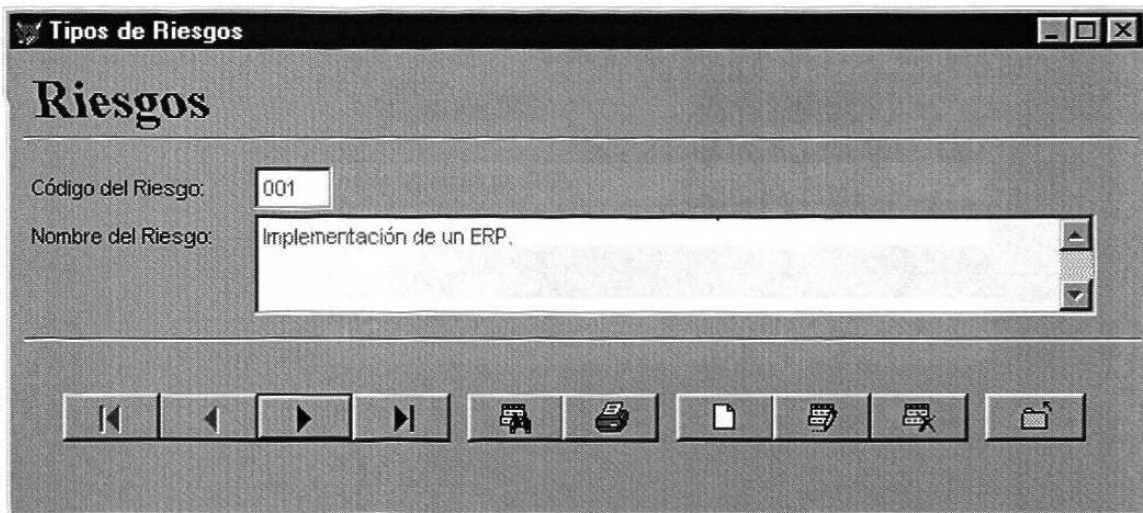 Tipos de Riesgos
Riesgos
Código del Riesgo: 001
Nombre del Riesgo: Implementación de un ERP.